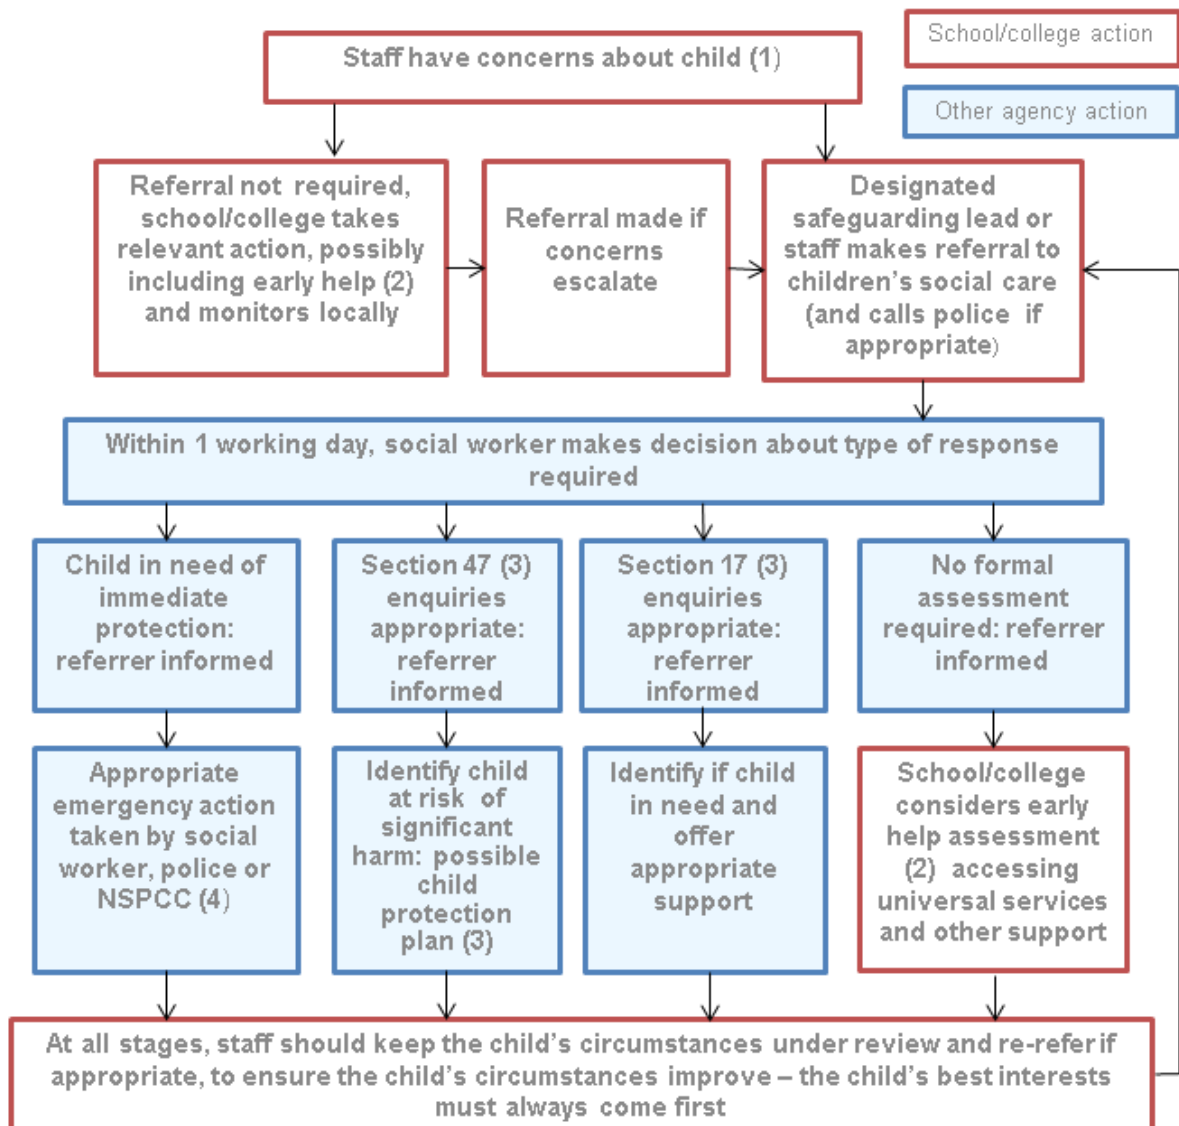 School/college action
Staff have concerns about child (1)
Other agency action
Referral not required,
school/college takes
relevant action, possibly
including early help (2)
and monitors locally
Referral made if
concerns
escalate
Designated
safeguarding lead or
staff makes referral to
children’s social care
(and calls police if
appropriate)
Within 1 working day, social worker makes decision about type of response
required
Child in need of
immediate
protection:
referrer informed
Section 47 (3)
enquiries
appropriate:
referrer
informed
Section 17 (3)
enquiries
appropriate:
referrer
informed
No formal
assessment
required: referrer
informed
Appropriate
emergency action
taken by social
worker, police or
NSPCC (4)
Identify child
at risk of
significant
harm: possible
child
protection
plan (3)
Identify if child
in need and
offer
appropriate
support
School/college
considers early
help assessment
(2) accessing
universal services
and other support
At all stages, staff should keep the child’s circumstances under review and re-refer if
appropriate, to ensure the child’s circumstances improve – the child’s best interests
must always come first